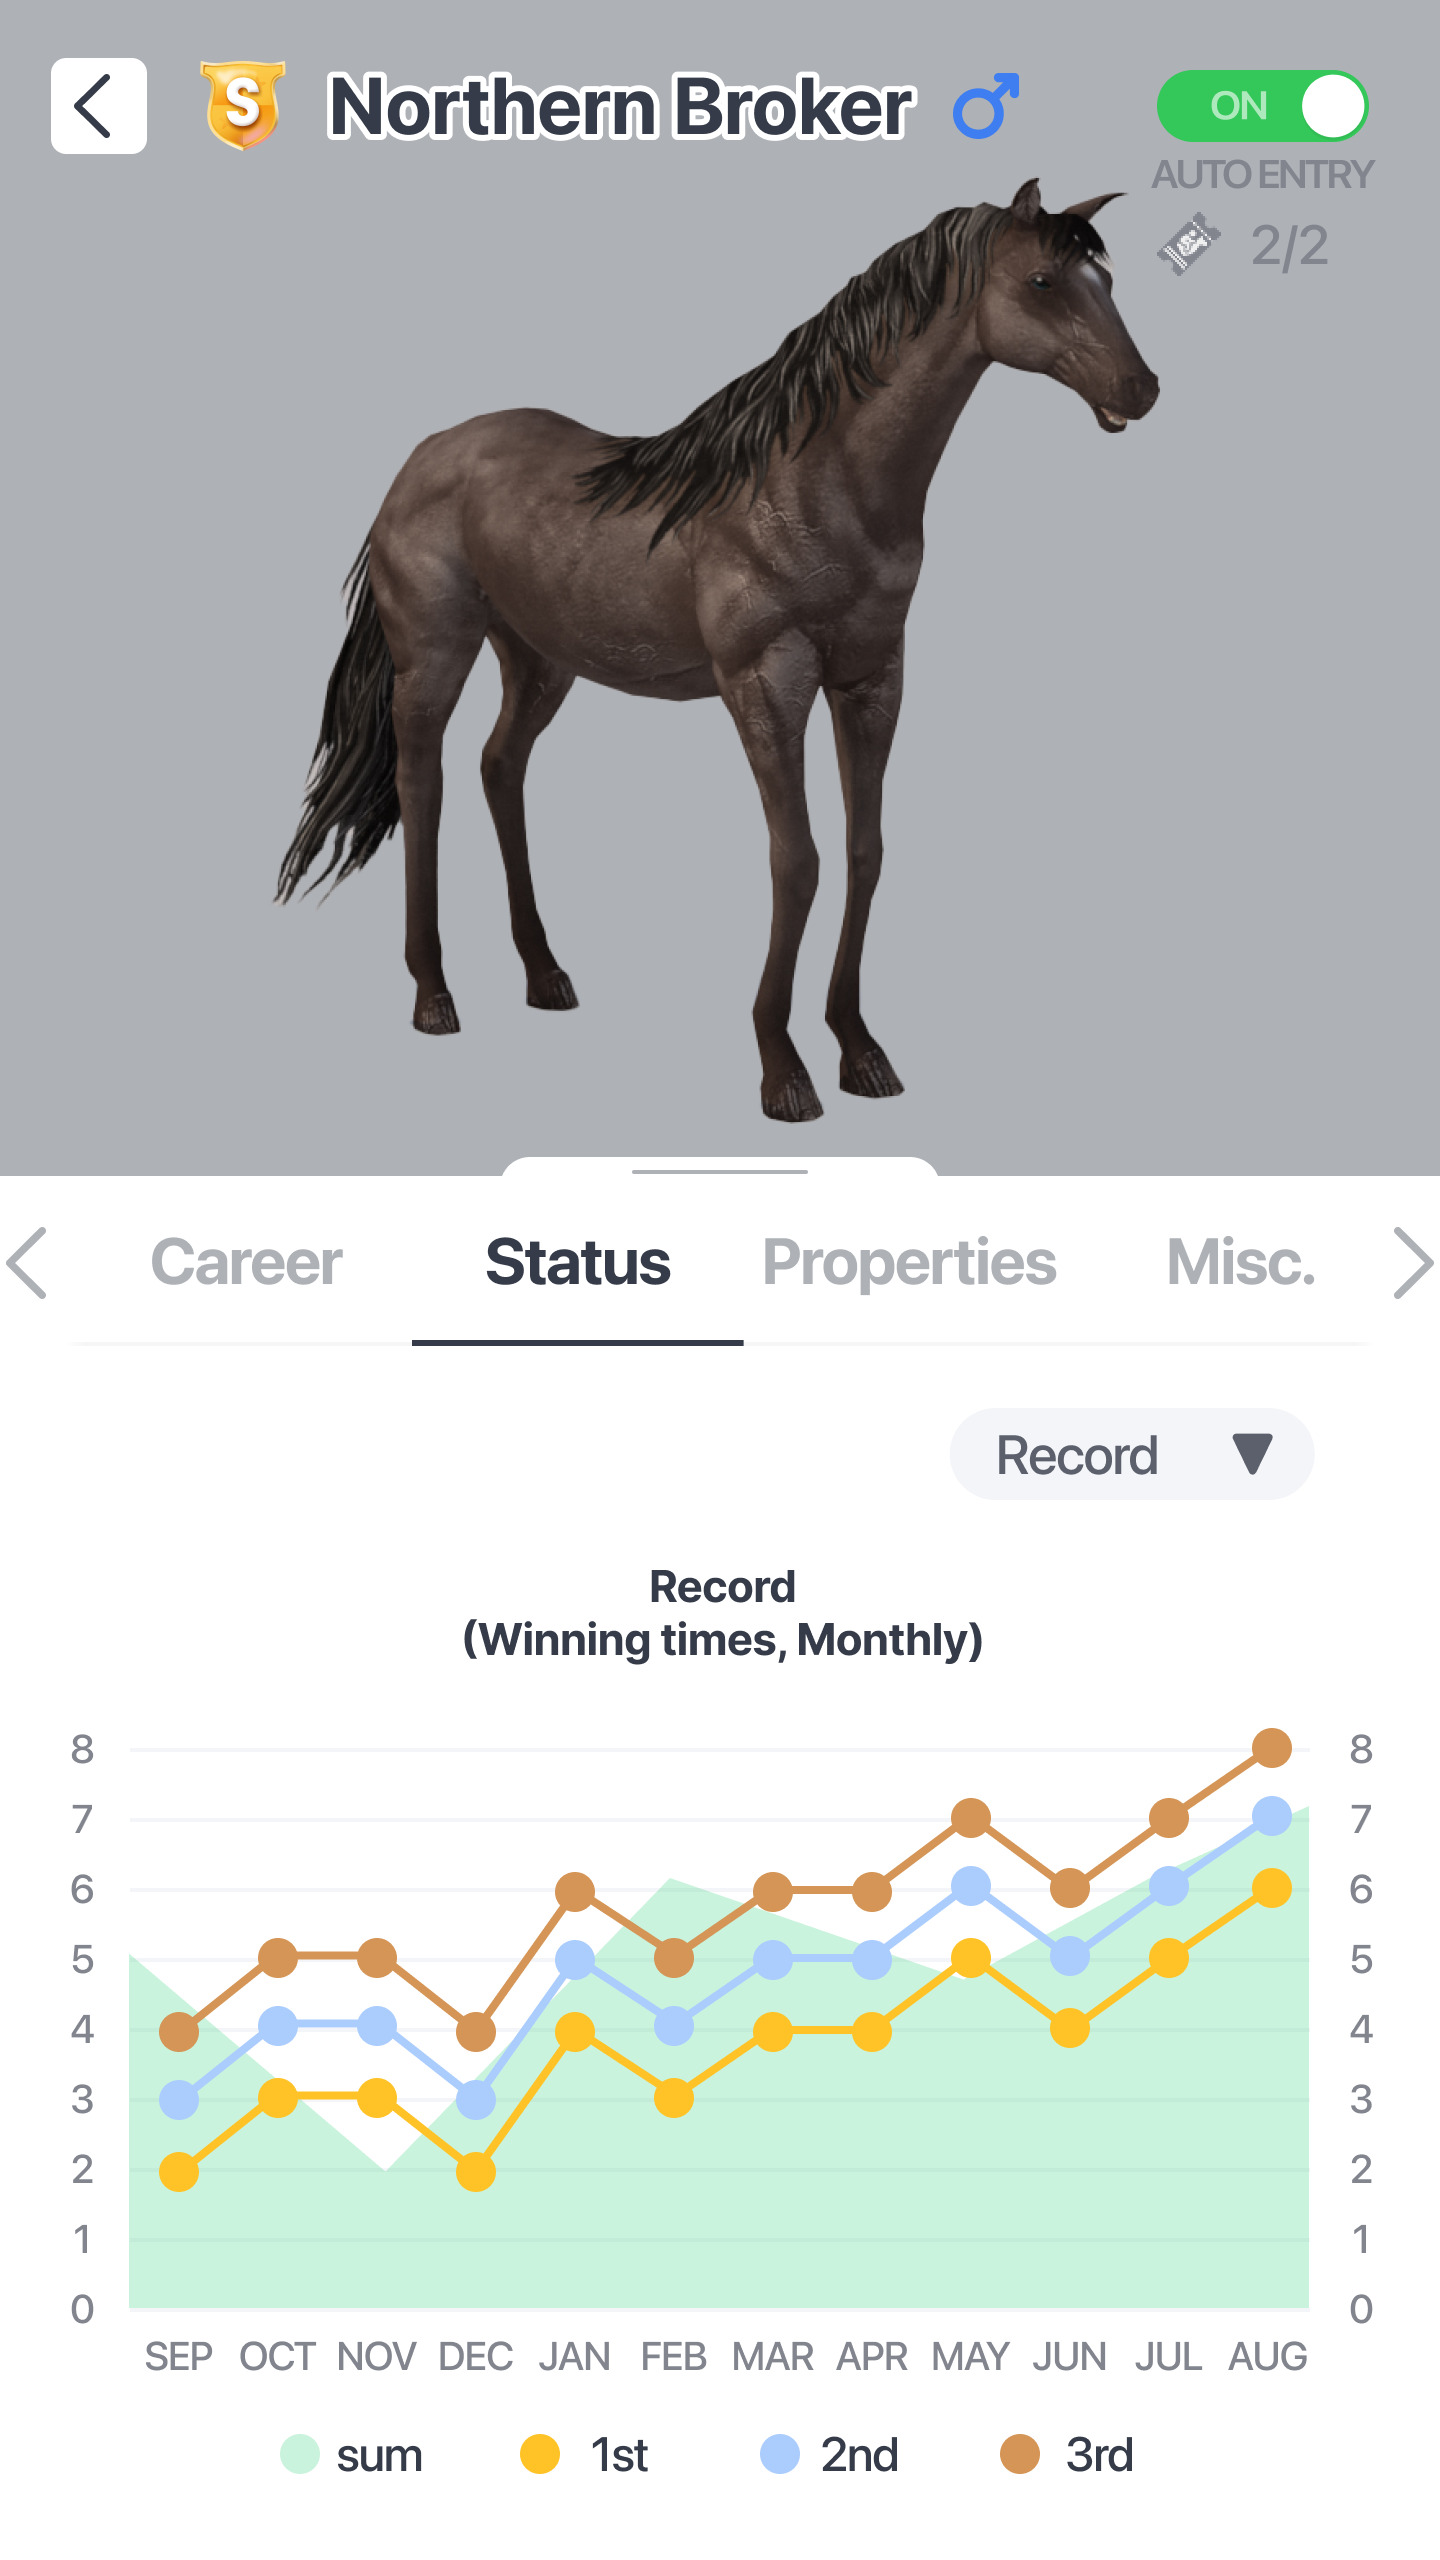 S Northern Broker ON
AUTO ENTRY
2/2
Career Status Properties Misc.
Record
Record
(Winning times, Monthly)
8 8
7 7
6 6
5 5
4 4
3 3
2 2
1 1
0 0
SEP OCT NOV DEC JAN FEB MAR APR MAY JUN JUL AUG
sum 1st 2nd 3rd